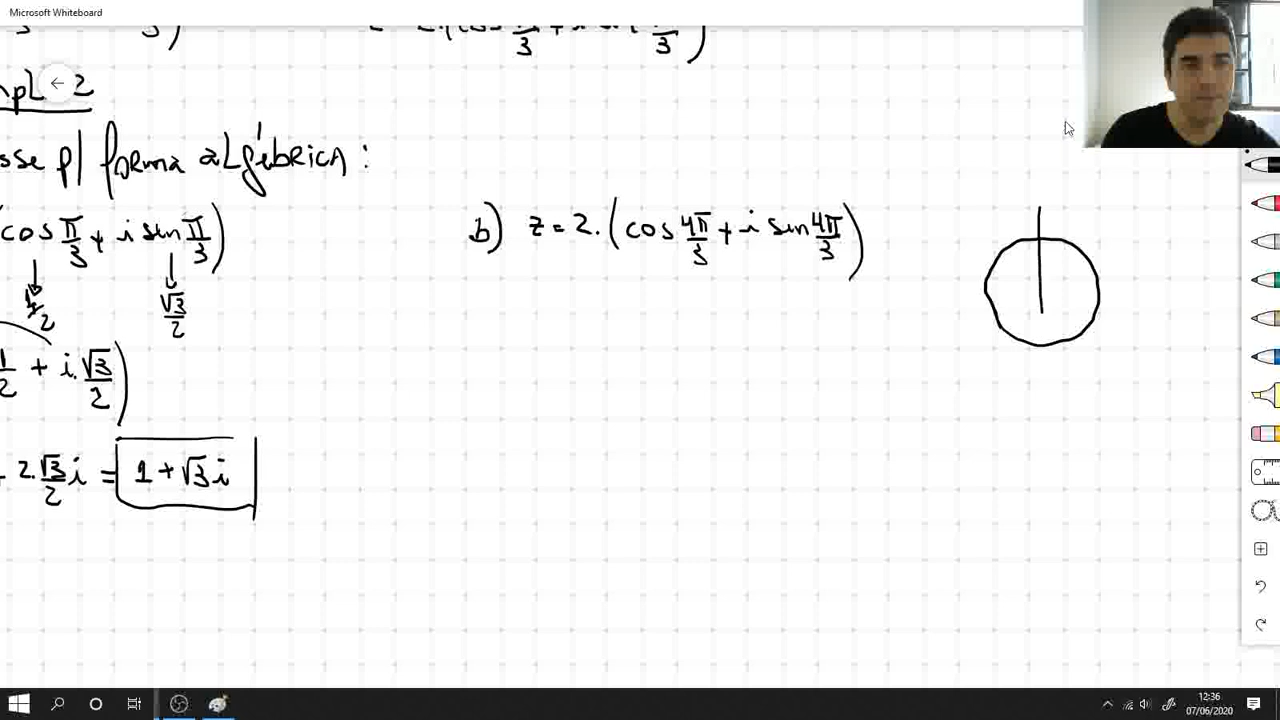 Microsoft Whiteboard
3
2
sse p/ forma algébrica:
cos π/3 + i sen π/3)
1/2
√3/2
1/2 + i.√3/2)
2.√3/2 i = 1 + √3 i
b) z = 2.(cos 4π/3 + i sen 4π/3)
12:36
07/06/2020